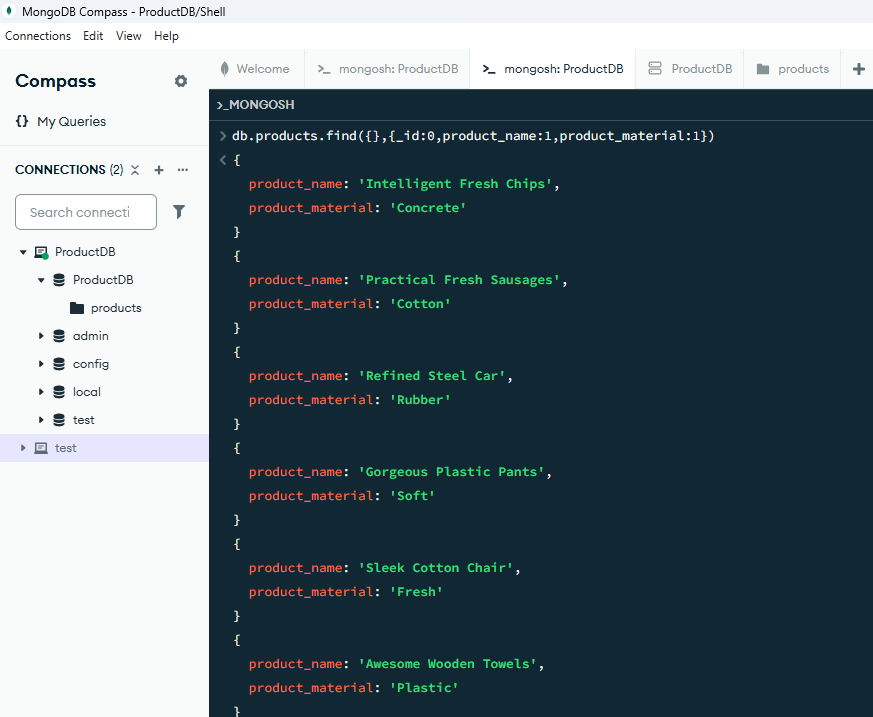 MongoDB Compass - ProductDB/Shell
Connections Edit View Help
Compass
{} My Queries
CONNECTIONS (2)
Search connecti
ProductDB
ProductDB
products
admin
config
local
test
test
Welcome >_ mongosh: ProductDB >_ mongosh: ProductDB ProductDB products +
>_MONGOSH
> db.products.find({},{_id:0,product_name:1,product_material:1})
< {
product_name: 'Intelligent Fresh Chips',
product_material: 'Concrete'
}
{
product_name: 'Practical Fresh Sausages',
product_material: 'Cotton'
}
{
product_name: 'Refined Steel Car',
product_material: 'Rubber'
}
{
product_name: 'Gorgeous Plastic Pants',
product_material: 'Soft'
}
{
product_name: 'Sleek Cotton Chair',
product_material: 'Fresh'
}
{
product_name: 'Awesome Wooden Towels',
product_material: 'Plastic'
}